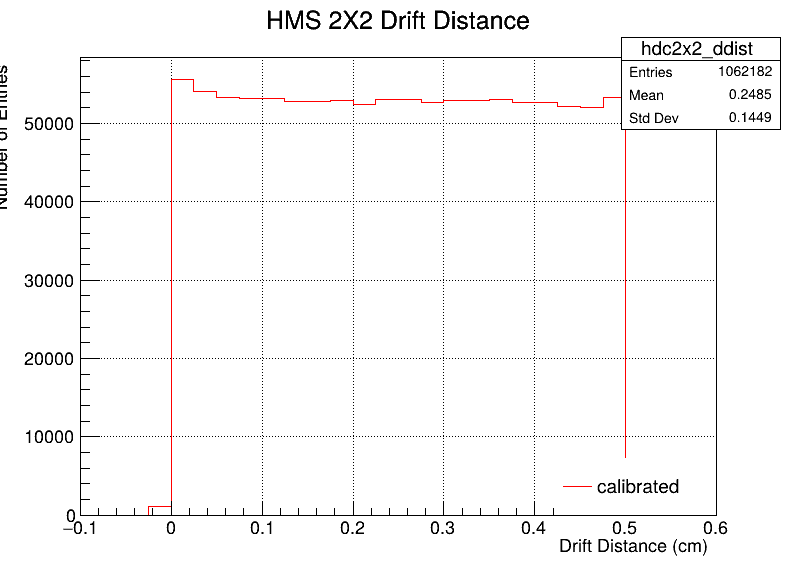 HMS 2X2 Drift Distance
hdc2x2_ddist
Entries 1062182
Mean 0.2485
Std Dev 0.1449
Number of Entries
50000
40000
30000
20000
10000
0
calibrated
−0.1 0 0.1 0.2 0.3 0.4 0.5 0.6
Drift Distance (cm)